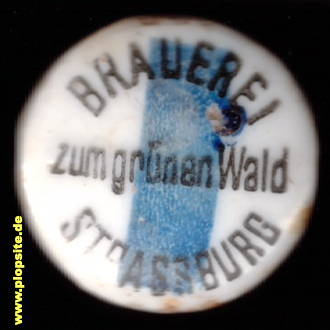 BRAUEREI
zum grünen Wald
STRASSBURG
© www.plopsite.de